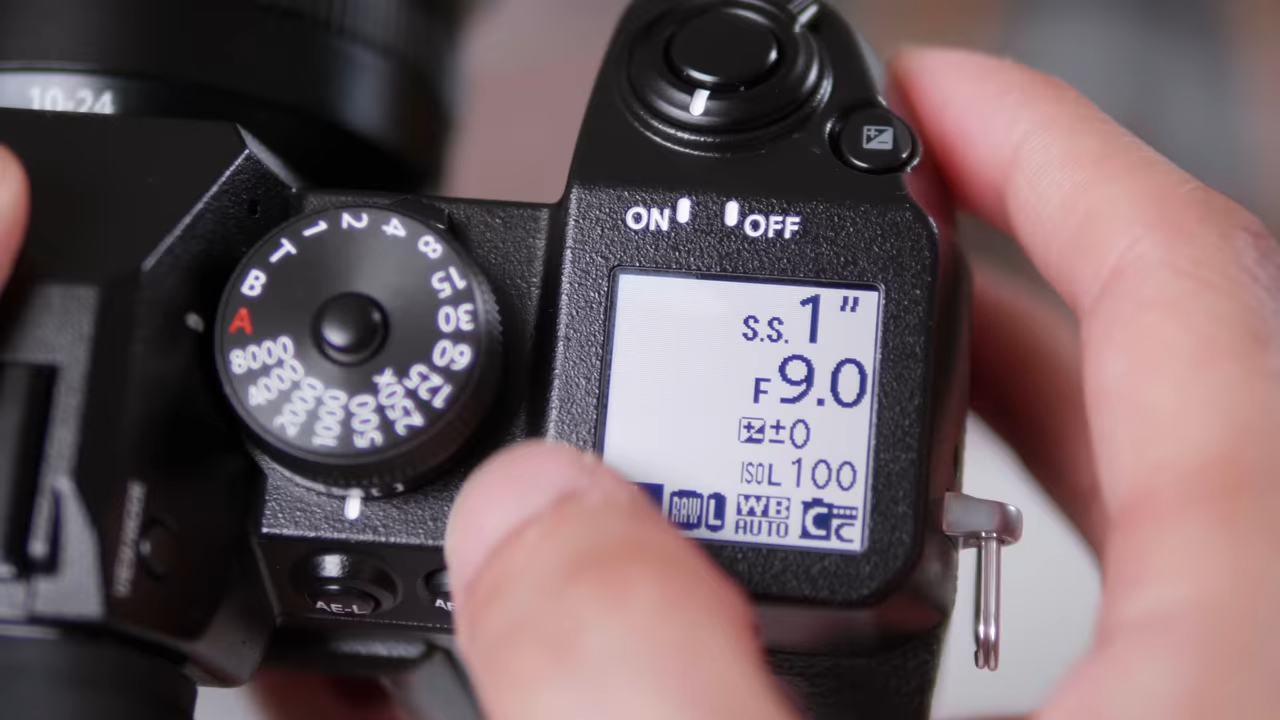 10-24
ON OFF
A B T 1 2 4 8 15 30 60 125 250X 500 1000 2000 4000 8000
S.S. 1"
F9.0
±0
ISO L 100
RAW L
WB
AUTO
C C
AE-L